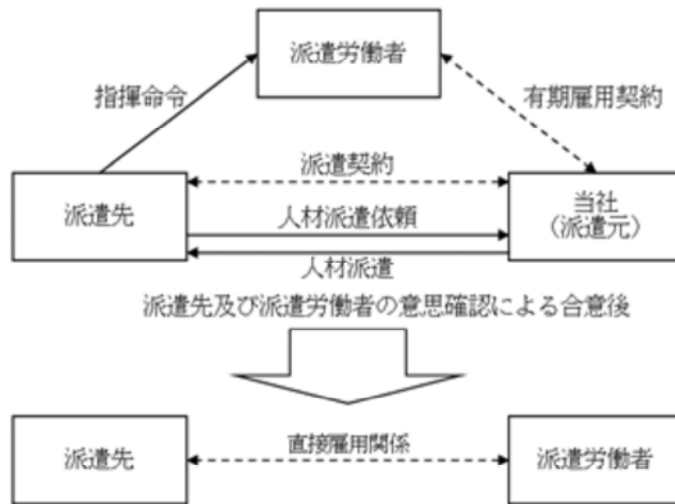 派遣労働者
指揮命令
有期雇用契約
派遣契約
派遣先
当社
（派遣元）
人材派遣依頼
人材派遣
派遣先及び派遣労働者の意思確認による合意後
派遣先
直接雇用関係
派遣労働者